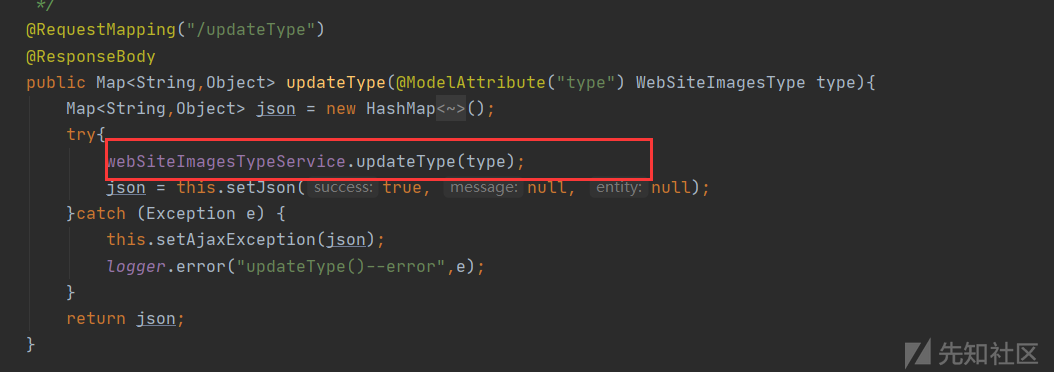 */
@RequestMapping("/updateType")
@ResponseBody
public Map<String,Object> updateType(@ModelAttribute("type") WebSiteImagesType type){
Map<String,Object> json = new HashMap<~>();
try{
webSiteImagesTypeService.updateType(type);
json = this.setJson( success: true, message: null, entity: null);
}catch (Exception e) {
this.setAjaxException(json);
logger.error("updateType()--error",e);
}
return json;
}
先知社区